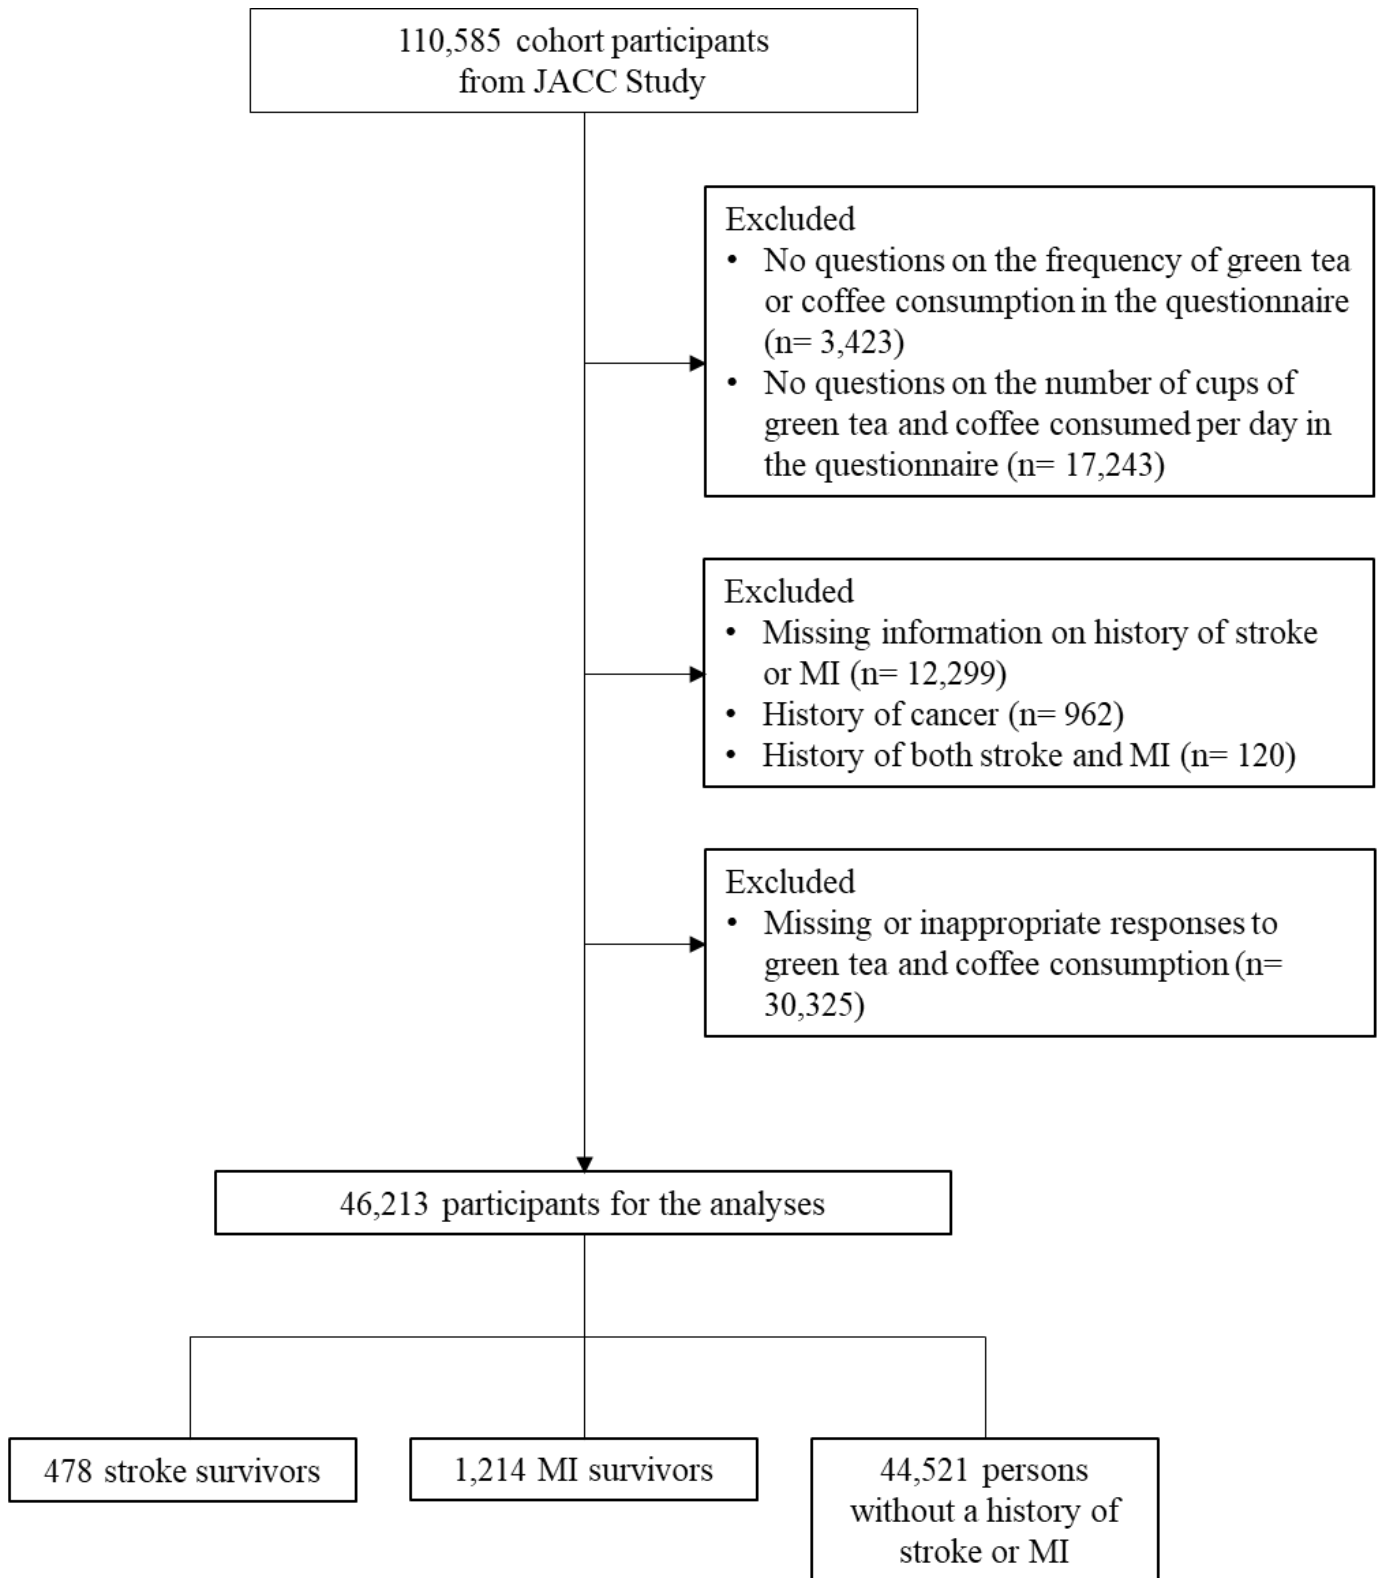 110,585 cohort participants
from JACC Study
Excluded
• No questions on the frequency of green tea
or coffee consumption in the questionnaire
(n= 3,423)
• No questions on the number of cups of
green tea and coffee consumed per day in
the questionnaire (n= 17,243)
Excluded
• Missing information on history of stroke
or MI (n= 12,299)
• History of cancer (n= 962)
• History of both stroke and MI (n= 120)
Excluded
• Missing or inappropriate responses to
green tea and coffee consumption (n=
30,325)
46,213 participants for the analyses
478 stroke survivors
1,214 MI survivors
44,521 persons
without a history of
stroke or MI